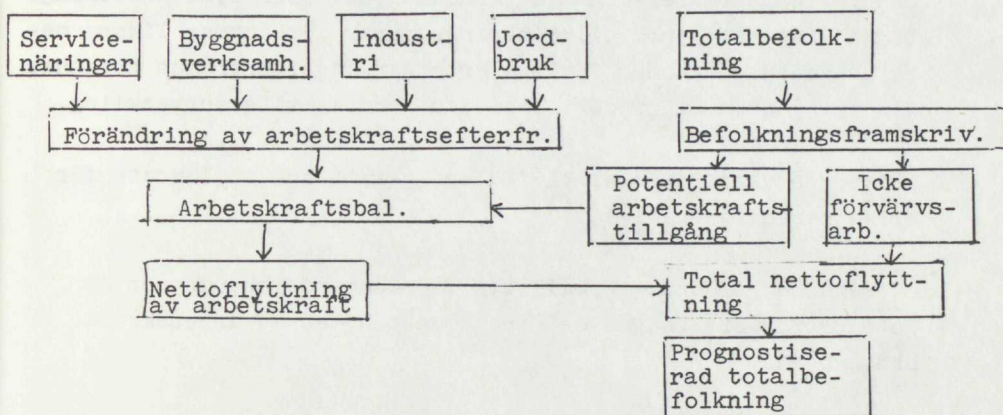 Service-
näringar
Byggnads-
verksamh.
Indust-
ri
Jord-
bruk
Totalbefolk-
ning
Förändring av arbetskraftsefterfr.
Befolkningsframskriv.
Arbetskraftsbal.
Potentiell
arbetskrafts-
tillgång
Icke
förvärvs-
arb.
Nettoflyttning
av arbetskraft
Total nettoflytt-
ning
Prognostise-
rad totalbe-
folkning